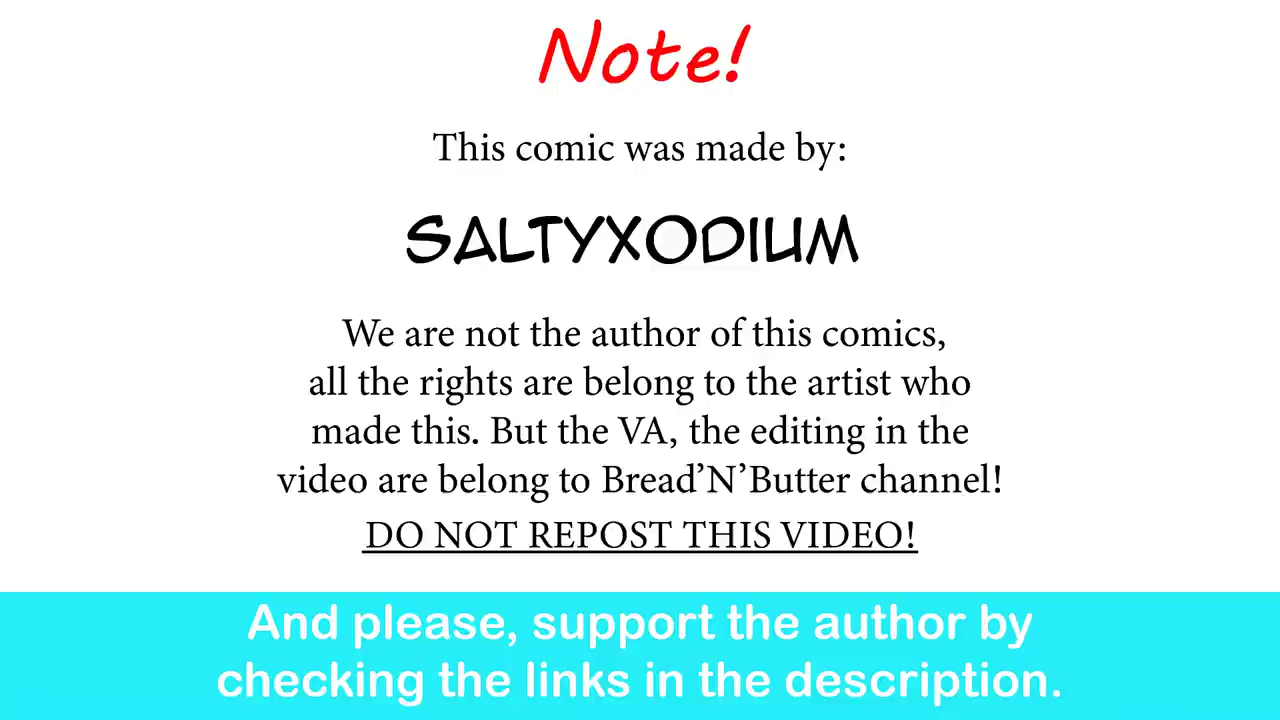 Note!
This comic was made by:
SALTYXODIUM
We are not the author of this comics,
all the rights are belong to the artist who
made this. But the VA, the editing in the
video are belong to Bread’N’Butter channel!
DO NOT REPOST THIS VIDEO!
And please, support the author by
checking the links in the description.